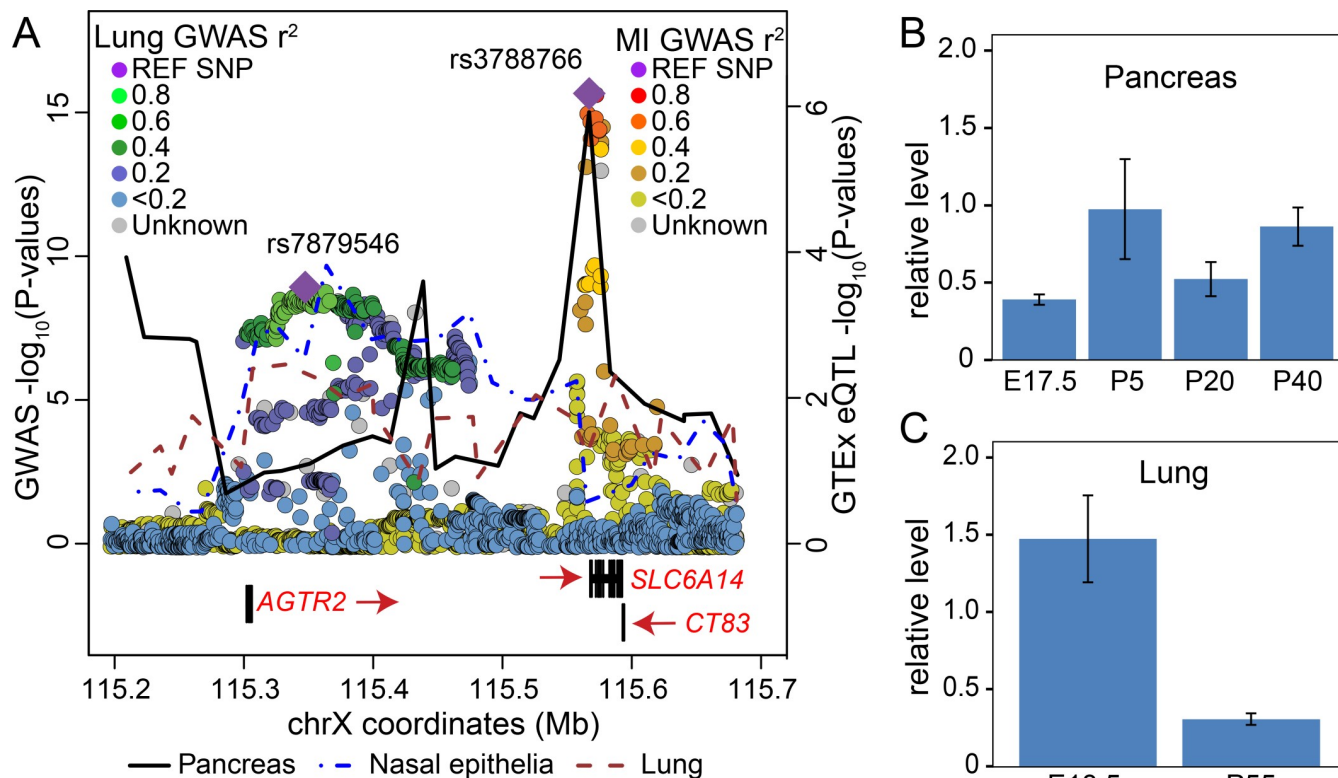 A
Lung GWAS r²
REF SNP
0.8
0.6
0.4
0.2
<0.2
Unknown
rs7879546
rs3788766
MI GWAS r²
REF SNP
0.8
0.6
0.4
0.2
<0.2
Unknown
GWAS -log₁₀(P-values)
15
10
5
0
GTEx eQTL -log₁₀(P-values)
6
4
2
0
AGTR2
SLC6A14
CT83
115.2 115.3 115.4 115.5 115.6 115.7
chrX coordinates (Mb)
Pancreas Nasal epithelia Lung
B
Pancreas
relative level
2.0
1.5
1.0
0.5
0
E17.5 P5 P20 P40
C
Lung
relative level
2.0
1.5
1.0
0.5
0